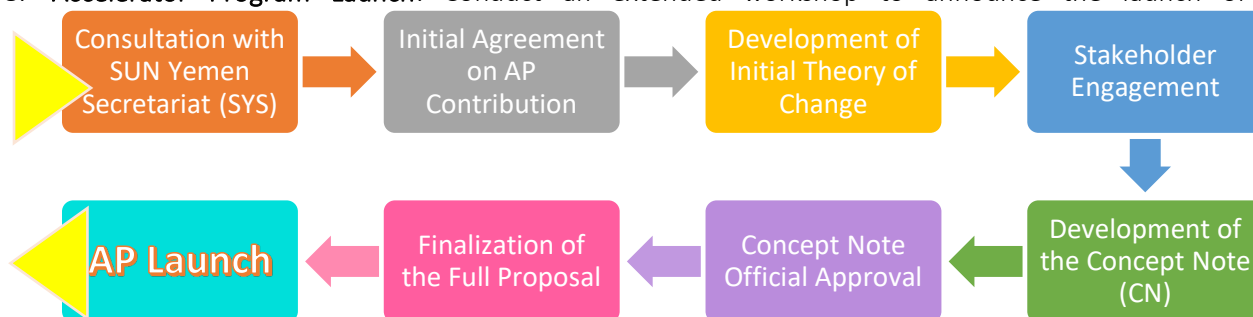 Accelerator Program Launch: Conduct an extended workshop to announce the launch of
Consultation with
SUN Yemen
Secretariat (SYS)
Initial Agreement
on AP
Contribution
Development of
Initial Theory of
Change
Stakeholder
Engagement
Development of
the Concept Note
(CN)
Concept Note
Official Approval
Finalization of
the Full Proposal
AP Launch